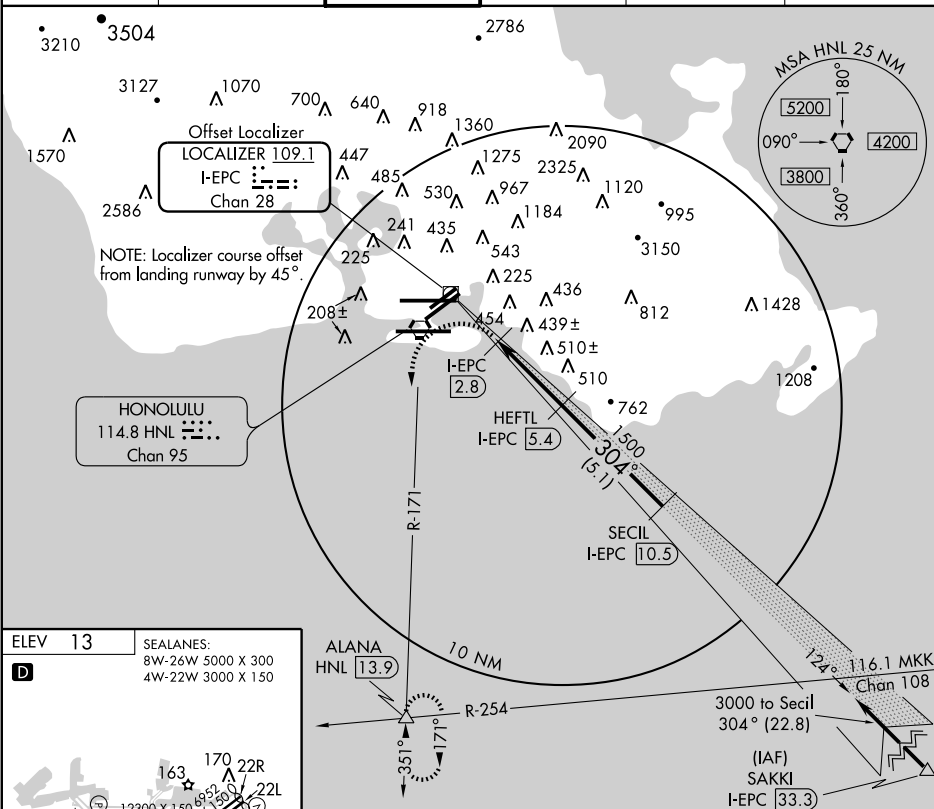 3210
3504
2786
MSA HNL 25 NM
180°
5200
090°
4200
3800
360°
3127
1070
700
640
918
1360
2090
1570
Offset Localizer
LOCALIZER 109.1
I-EPC
Chan 28
447
485
1275
2325
2586
530
967
1120
995
1184
241
435
543
3150
225
NOTE: Localizer course offset
from landing runway by 45°.
225
436
812
1428
208±
454
439±
510±
510
1208
I-EPC
2.8
762
HEFTL
I-EPC 5.4
HONOLULU
114.8 HNL
Chan 95
1500
304°
(5.1)
R-171
SECIL
I-EPC 10.5
10 NM
ELEV 13
D
SEALANES:
8W-26W 5000 X 300
4W-22W 3000 X 150
ALANA
HNL 13.9
124°
116.1 MKK
Chan 108
R-254
3000 to Secil
304° (22.8)
351°
171°
(IAF)
SAKKI
I-EPC 33.3
163
170
22R
22L
P
12300 X 150
6952
150
A